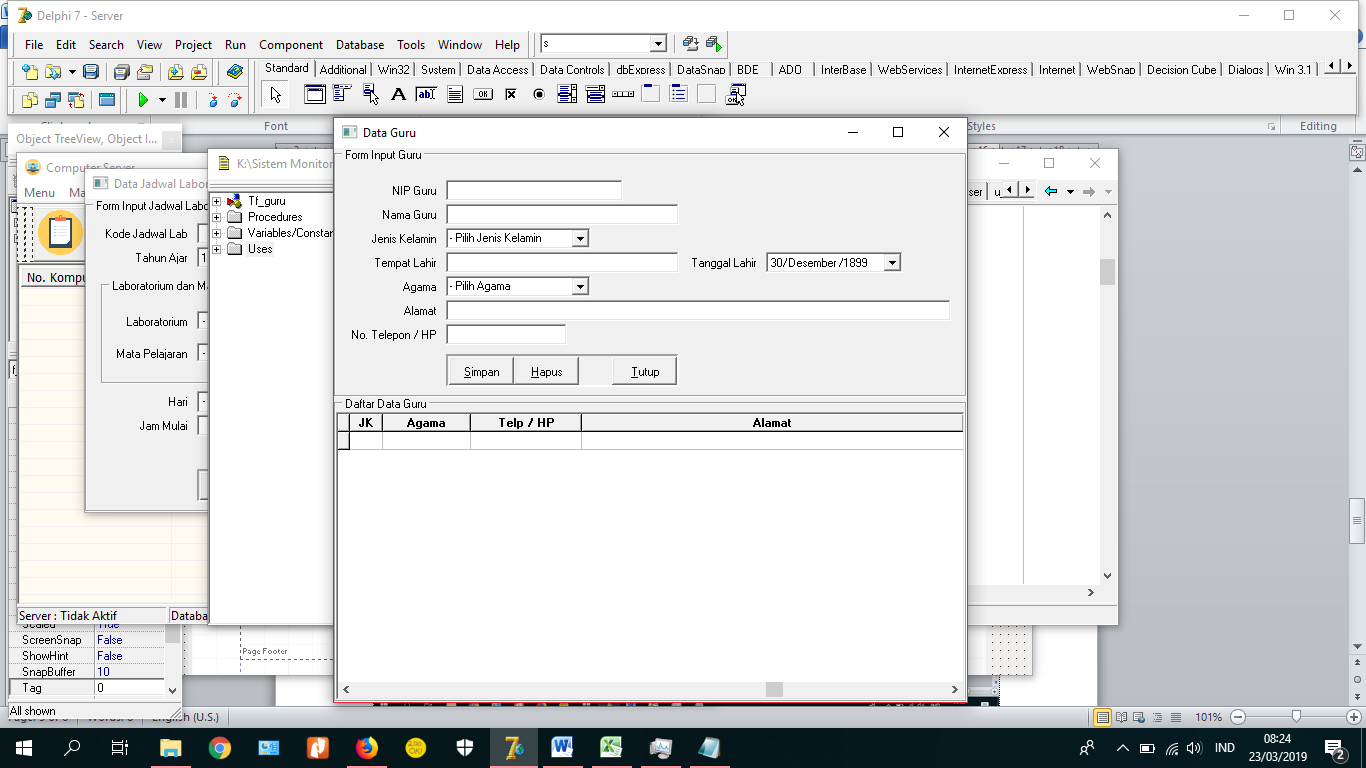 Delphi 7 - Server
File Edit Search View Project Run Component Database Tools Window Help
s
Standard Additional Win32 System Data Access Data Controls dbExpress DataSnap BDE ADO InterBase WebServices InternetExpress Internet WebSnap Decision Cube Dialogs Win 3.1
Font
Styles
Editing
Object TreeView, Object I...
Computer Server
Menu
Data Jadwal Labor
Form Input Jadwal Labo
Kode Jadwal Lab
Tahun Ajar
1
No. Kompu
Laboratorium dan Ma
Laboratorium
Mata Pelajaran
Hari
Jam Mulai
Server : Tidak Aktif
Databa
K:\Sistem Monitor
Tf_guru
Procedures
Variables/Constan
Uses
Data Guru
Form Input Guru
NIP Guru
Nama Guru
Jenis Kelamin - Pilih Jenis Kelamin
Tempat Lahir Tanggal Lahir 30/Desember /1899
Agama - Pilih Agama
Alamat
No. Telepon / HP
Simpan Hapus Tutup
Daftar Data Guru
JK Agama Telp / HP Alamat
Scaled True
ScreenSnap False
ShowHint False
SnapBuffer 10
Tag 0
All shown
Page Footer
English (U.S.)
101%
IND
08:24
23/03/2019
2